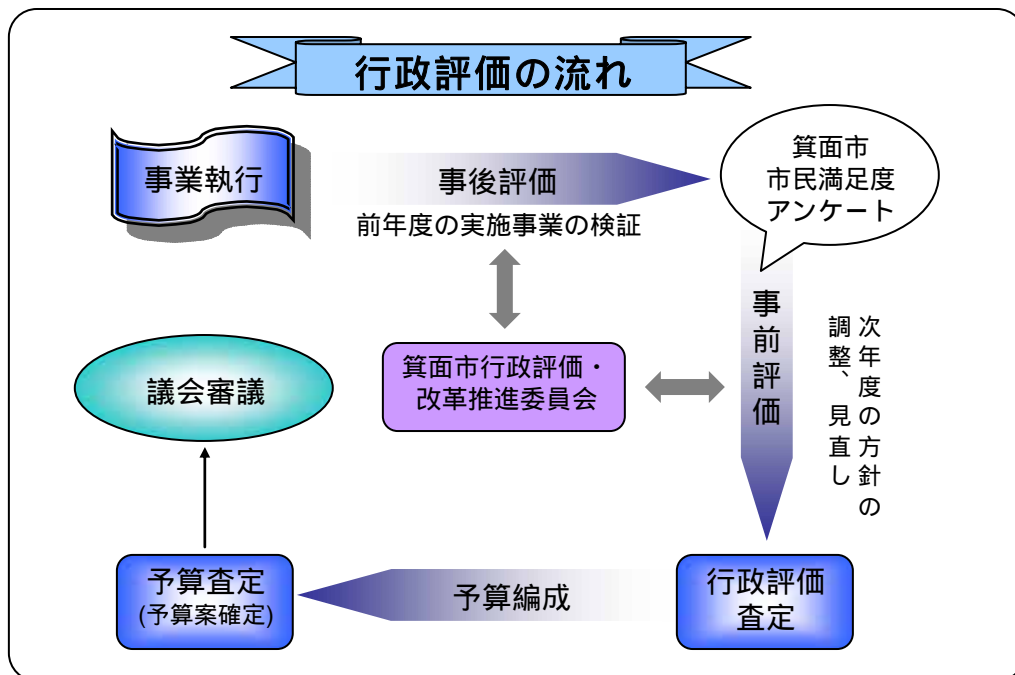 行政評価の流れ
事業執行
事後評価
前年度の実施事業の検証
箕面市
市民満足度
アンケート
事前評価
次年度の方針の
調整、見直し
箕面市行政評価・
改革推進委員会
議会審議
予算査定
(予算案確定)
予算編成
行政評価
査定